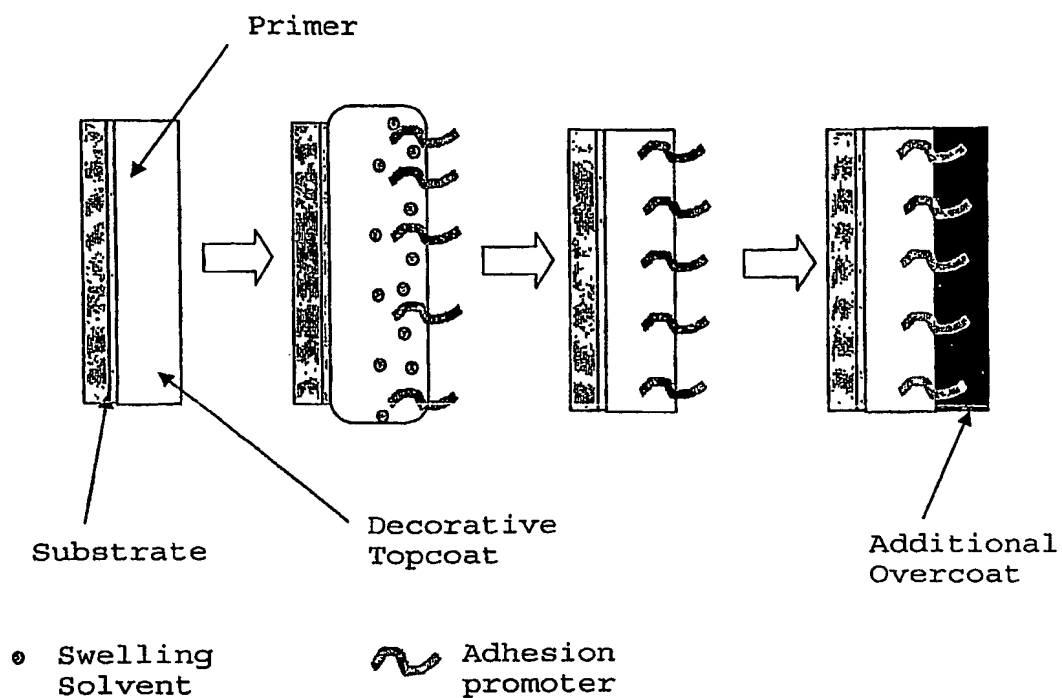 Primer
Substrate
Decorative
Topcoat
Additional
Overcoat
Swelling
Solvent
Adhesion
promoter